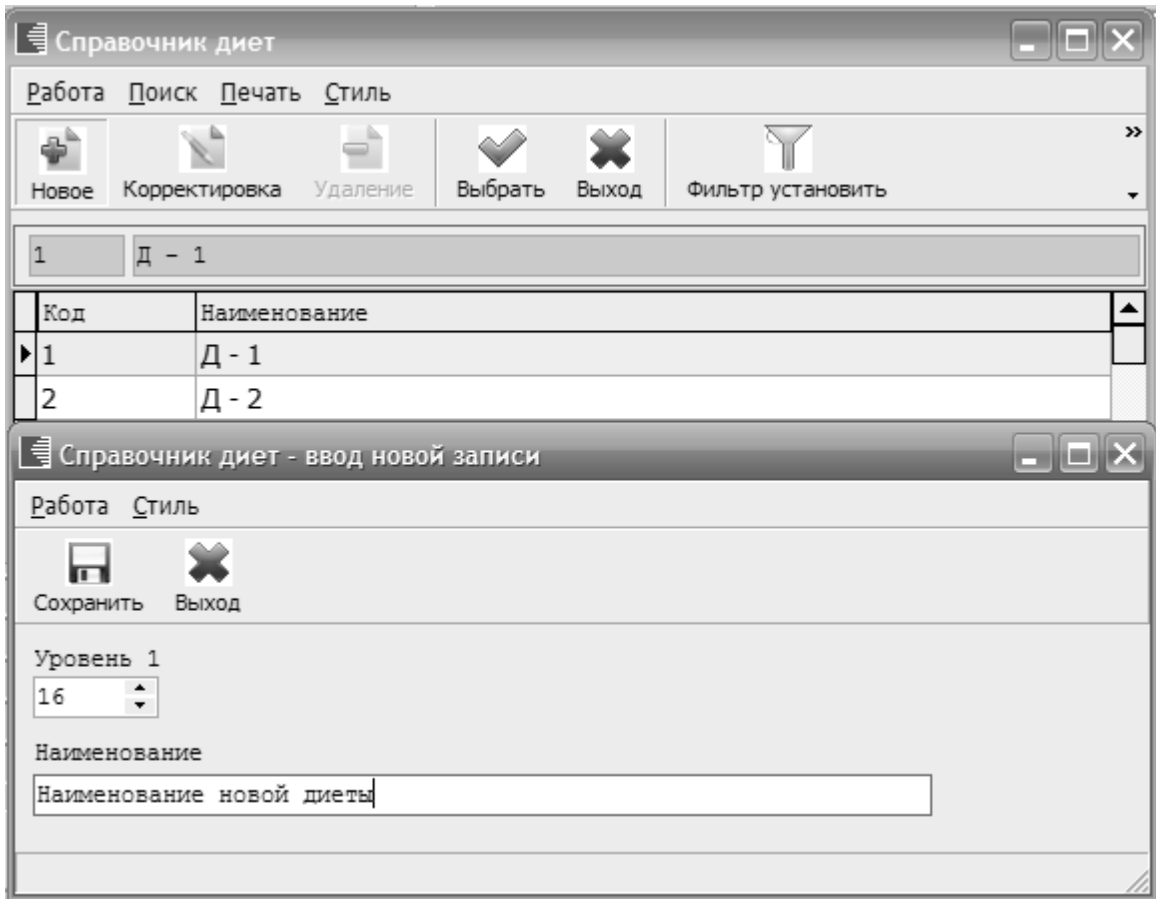 Справочник диет
Работа Поиск Печать Стиль
Новое Корректировка Удаление Выбрать Выход Фильтр установить
1 Д - 1
Код Наименование
1 Д - 1
2 Д - 2
Справочник диет - ввод новой записи
Работа Стиль
Сохранить Выход
Уровень 1
16
Наименование
Наименование новой диеты